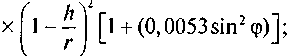 × (1 − h/r)² [1 + (0,0053 sin² φ)];